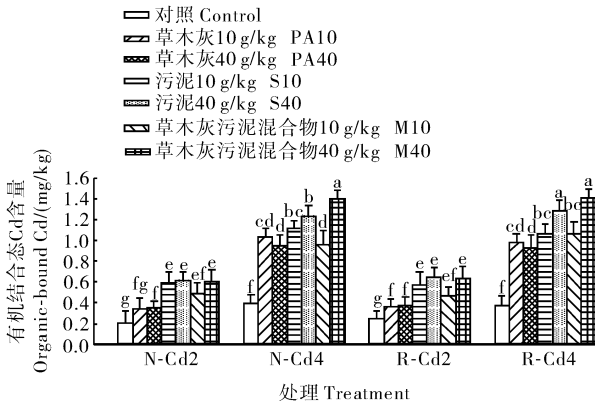 对照 Control
草木灰10 g/kg PA10
草木灰40 g/kg PA40
污泥10 g/kg S10
污泥40 g/kg S40
草木灰污泥混合物10 g/kg M10
草木灰污泥混合物40 g/kg M40
有机结合态Cd含量
Organic-bound Cd/(mg/kg)
1.6
1.4
1.2
1.0
0.8
0.6
0.4
0.2
0.0
g fg f e e ef e
f cd d bc b d a
g f f e e ef e
f cd d bc a bc a
N-Cd2 N-Cd4 R-Cd2 R-Cd4
处理 Treatment